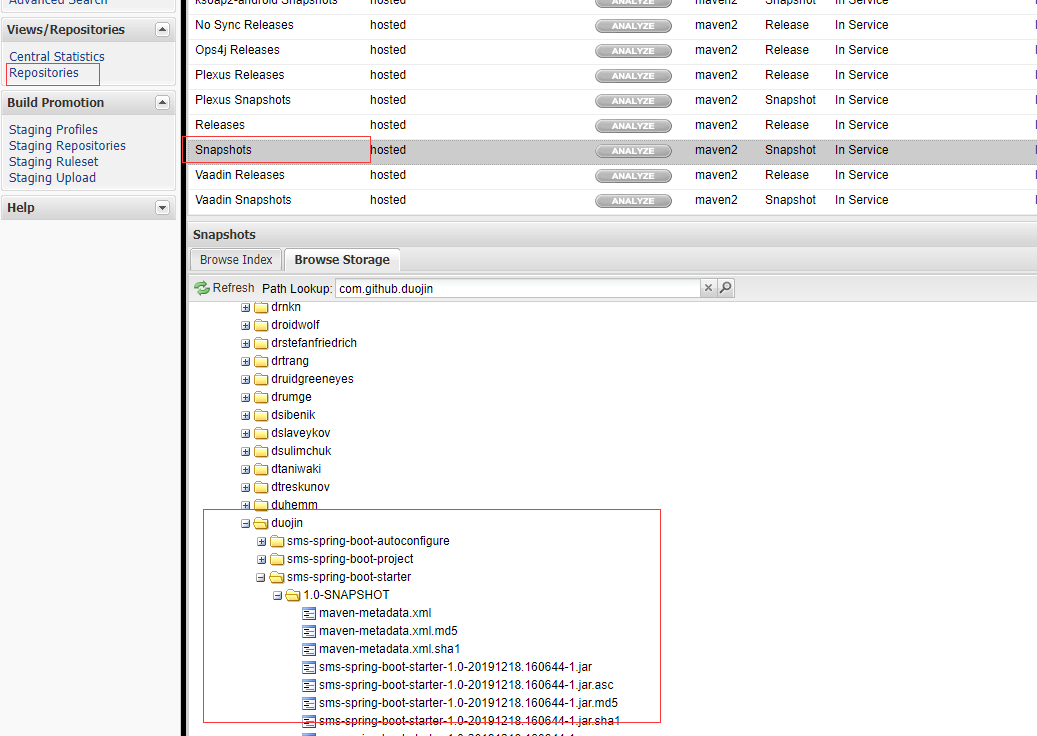 Advanced Search
Views/Repositories
Central Statistics
Repositories
Build Promotion
Staging Profiles
Staging Repositories
Staging Ruleset
Staging Upload
Help
ksoap2-android Snapshots hosted ANALYZE maven2 Snapshot In Service
No Sync Releases hosted ANALYZE maven2 Release In Service
Ops4j Releases hosted ANALYZE maven2 Release In Service
Plexus Releases hosted ANALYZE maven2 Release In Service
Plexus Snapshots hosted ANALYZE maven2 Snapshot In Service
Releases hosted ANALYZE maven2 Release In Service
Snapshots hosted ANALYZE maven2 Snapshot In Service
Vaadin Releases hosted ANALYZE maven2 Release In Service
Vaadin Snapshots hosted ANALYZE maven2 Snapshot In Service
Snapshots
Browse Index Browse Storage
Refresh Path Lookup: com.github.duojin
drnkn
droidwolf
drstefanfriedrich
drtrang
druidgreeneyes
drumge
dsibenik
dslaveykov
dsulimchuk
dtaniwaki
dtreskunov
duhemm
duojin
sms-spring-boot-autoconfigure
sms-spring-boot-project
sms-spring-boot-starter
1.0-SNAPSHOT
maven-metadata.xml
maven-metadata.xml.md5
maven-metadata.xml.sha1
sms-spring-boot-starter-1.0-20191218.160644-1.jar
sms-spring-boot-starter-1.0-20191218.160644-1.jar.asc
sms-spring-boot-starter-1.0-20191218.160644-1.jar.md5
sms-spring-boot-starter-1.0-20191218.160644-1.jar.sha1